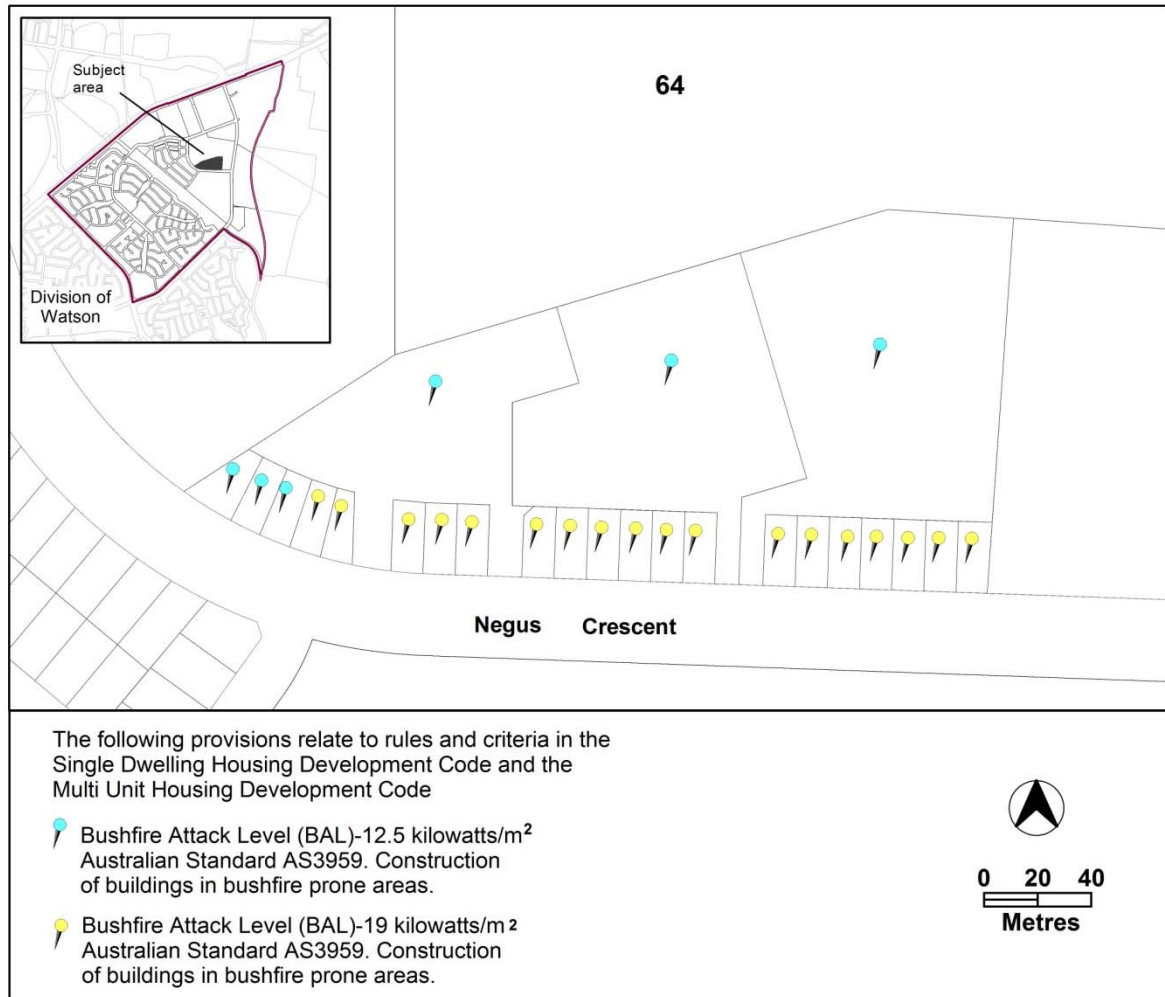 Subject
area
Division of
Watson
64
Negus Crescent
The following provisions relate to rules and criteria in the
Single Dwelling Housing Development Code and the
Multi Unit Housing Development Code
Bushfire Attack Level (BAL)-12.5 kilowatts/m²
Australian Standard AS3959. Construction
of buildings in bushfire prone areas.
Bushfire Attack Level (BAL)-19 kilowatts/m²
Australian Standard AS3959. Construction
of buildings in bushfire prone areas.
0 20 40
Metres